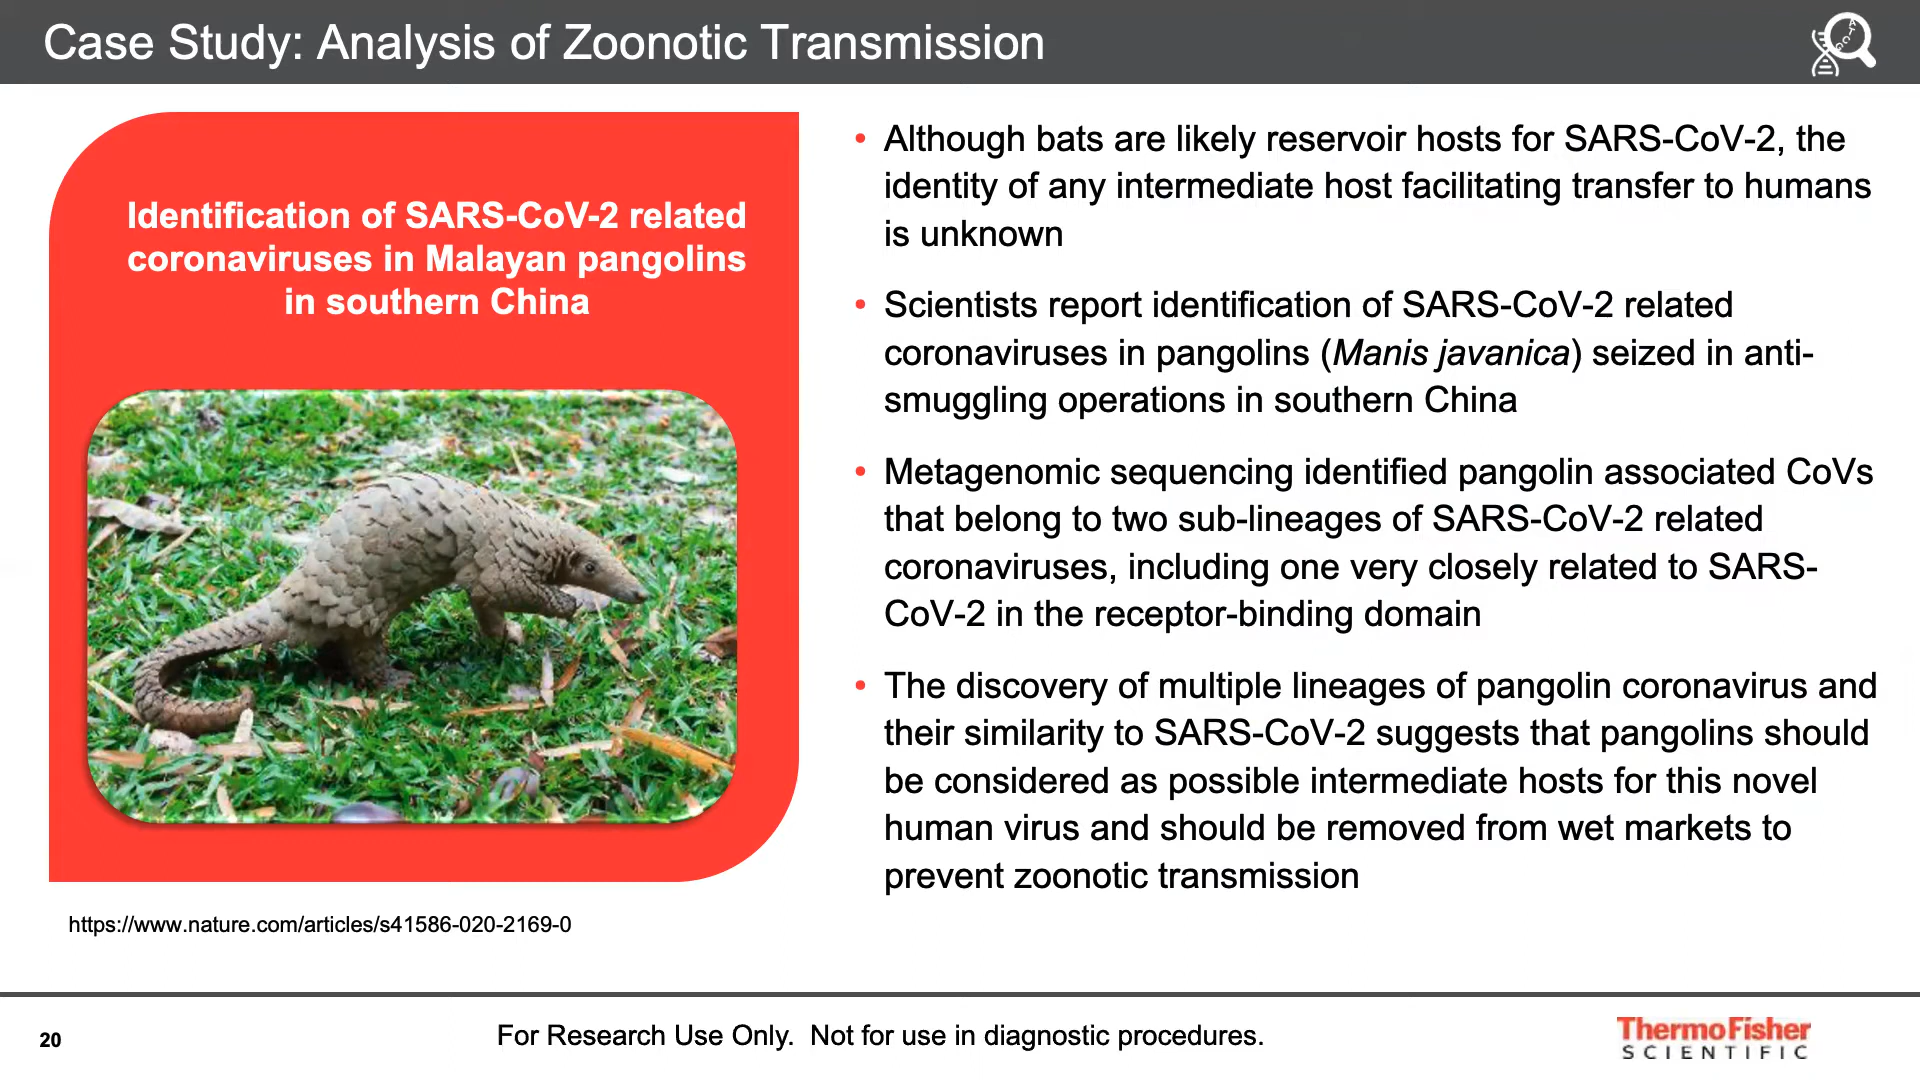 Case Study: Analysis of Zoonotic Transmission
Identification of SARS-CoV-2 related
coronaviruses in Malayan pangolins
in southern China
https://www.nature.com/articles/s41586-020-2169-0
• Although bats are likely reservoir hosts for SARS-CoV-2, the
identity of any intermediate host facilitating transfer to humans
is unknown
• Scientists report identification of SARS-CoV-2 related
coronaviruses in pangolins (Manis javanica) seized in anti-
smuggling operations in southern China
• Metagenomic sequencing identified pangolin associated CoVs
that belong to two sub-lineages of SARS-CoV-2 related
coronaviruses, including one very closely related to SARS-
CoV-2 in the receptor-binding domain
• The discovery of multiple lineages of pangolin coronavirus and
their similarity to SARS-CoV-2 suggests that pangolins should
be considered as possible intermediate hosts for this novel
human virus and should be removed from wet markets to
prevent zoonotic transmission
20
For Research Use Only.  Not for use in diagnostic procedures.
ThermoFisher
SCIENTIFIC